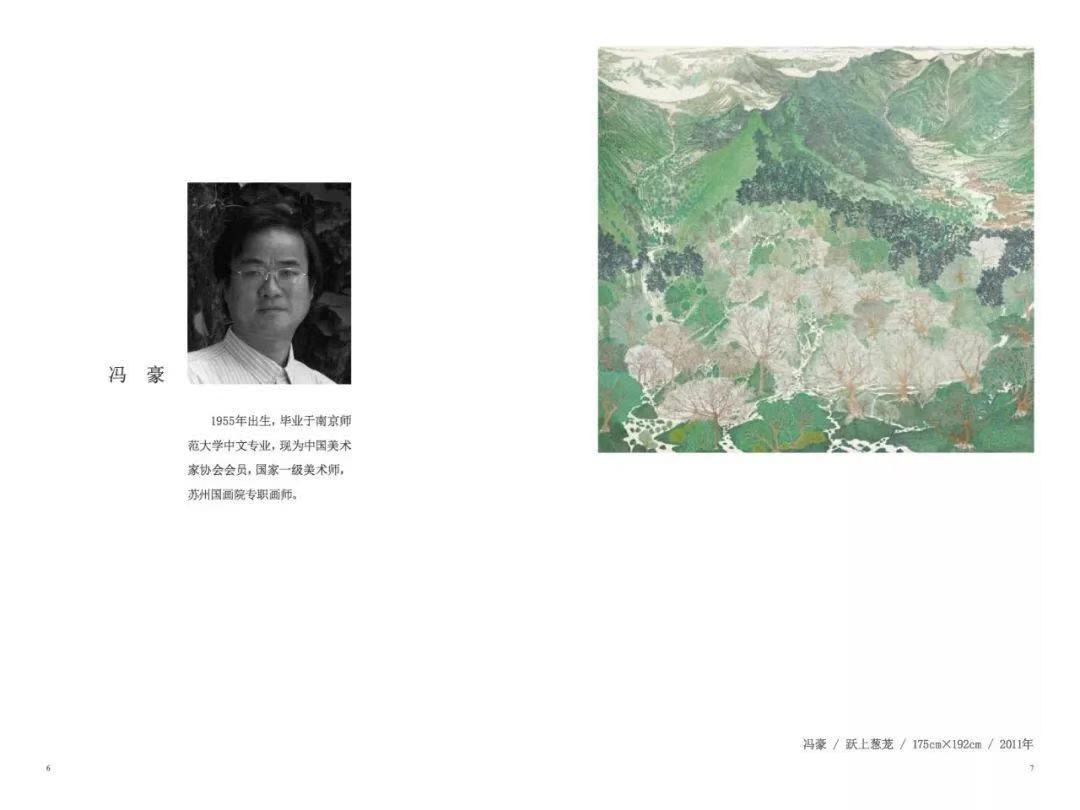 冯 豪
1955年出生，毕业于南京师
范大学中文专业，现为中国美术
家协会会员，国家一级美术师，
苏州国画院专职画师。
冯豪 / 跃上葱茏 / 175cm×192cm / 2011年
6
7